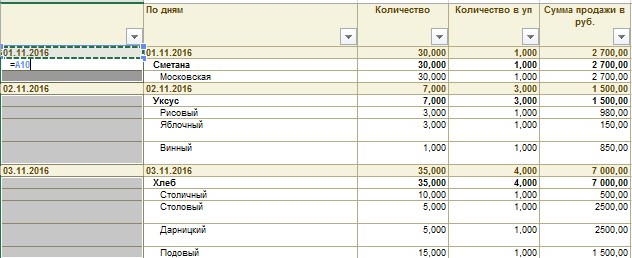 По дням Количество Количество в уп Сумма продажи в
руб.
01.11.2016 01.11.2016 30,000 1,000 2 700,00
=A10 Сметана 30,000 1,000 2 700,00
Московская 30,000 1,000 2 700,00
02.11.2016 02.11.2016 7,000 3,000 1 500,00
Уксус 7,000 3,000 1 500,00
Рисовый 3,000 1,000 980,00
Яблочный 3,000 1,000 150,00
Винный 1,000 1,000 850,00
03.11.2016 03.11.2016 35,000 4,000 7 000,00
Хлеб 35,000 4,000 7 000,00
Столичный 10,000 1,000 500,00
Столовый 5,000 1,000 2500,00
Дарницкий 5,000 1,000 2500,00
Подовый 15,000 1,000 1 500,00